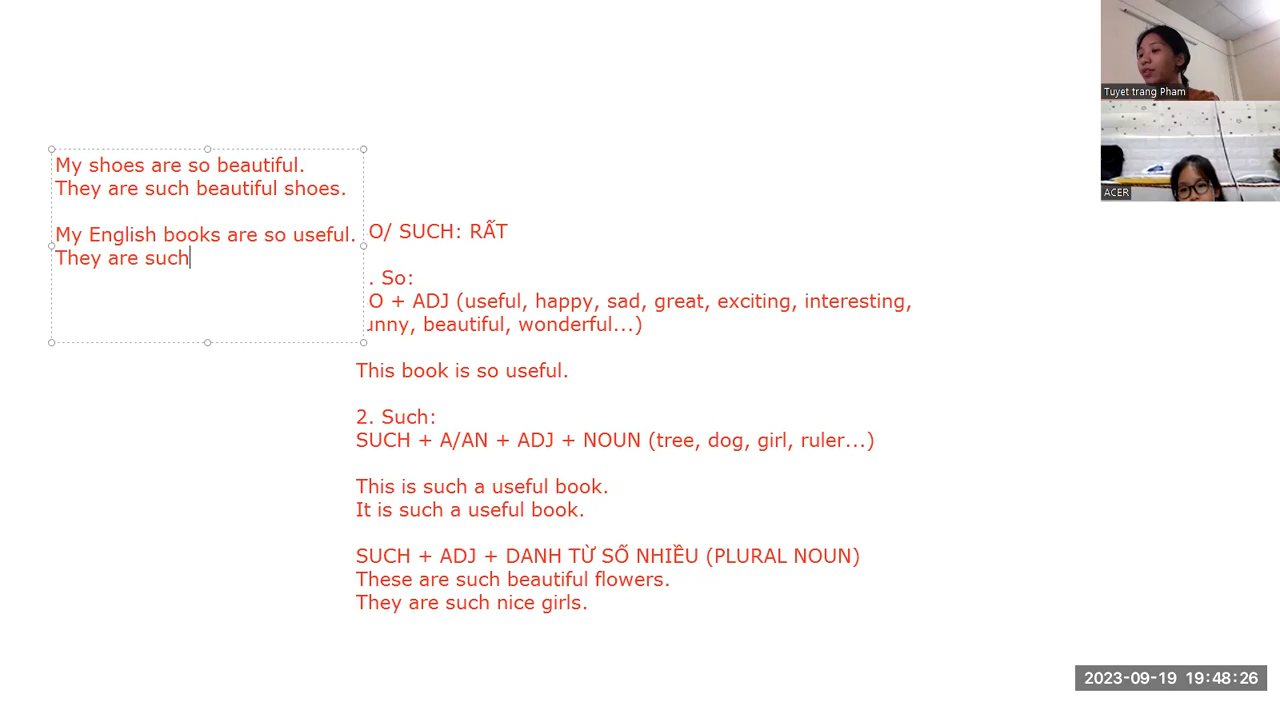 My shoes are so beautiful.
They are such beautiful shoes.
My English books are so useful.
They are such
O/ SUCH: RẤT
. So:
O + ADJ (useful, happy, sad, great, exciting, interesting,
unny, beautiful, wonderful...)
This book is so useful.
2. Such:
SUCH + A/AN + ADJ + NOUN (tree, dog, girl, ruler...)
This is such a useful book.
It is such a useful book.
SUCH + ADJ + DANH TỪ SỐ NHIỀU (PLURAL NOUN)
These are such beautiful flowers.
They are such nice girls.
Tuyet trang Pham
ACER
2023-09-19 19:48:26